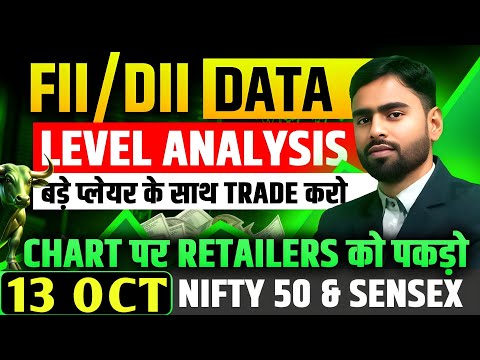 FII/DII DATA
LEVEL ANALYSIS
बड़े प्लेयर के साथ TRADE करो
CHART पर RETAILERS को पकड़ो
13 OCT NIFTY 50 & SENSEX